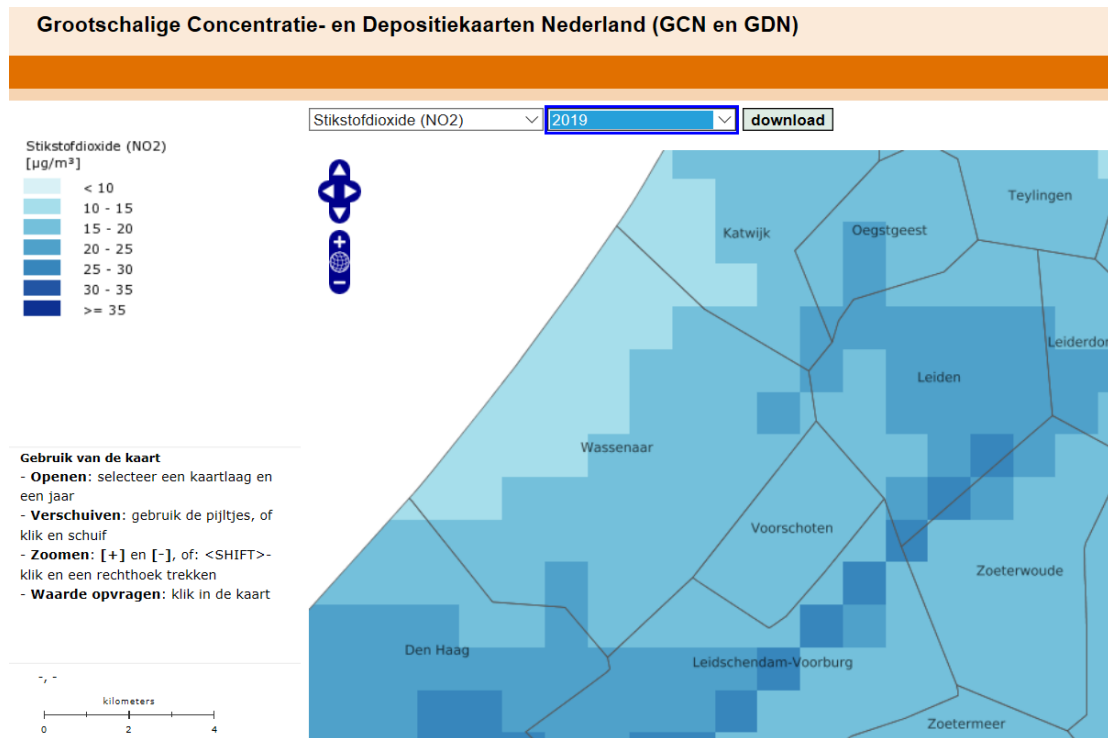 Grootschalige Concentratie- en Depositiekaarten Nederland (GCN en GDN)
Stikstofdioxide (NO2)
2019
download
Stikstofdioxide (NO2)
[µg/m³]
< 10
10 - 15
15 - 20
20 - 25
25 - 30
30 - 35
>= 35
Teylingen
Katwijk
Oegstgeest
Leiderdor
Leiden
Wassenaar
Voorschoten
Zoeterwoude
Den Haag
Leidschendam-Voorburg
Zoetermeer
Gebruik van de kaart
- Openen: selecteer een kaartlaag en
een jaar
- Verschuiven: gebruik de pijltjes, of
klik en schuif
- Zoomen: [+] en [-], of: <SHIFT>-
klik en een rechthoek trekken
- Waarde opvragen: klik in de kaart
-, -
kilometers
0 2 4